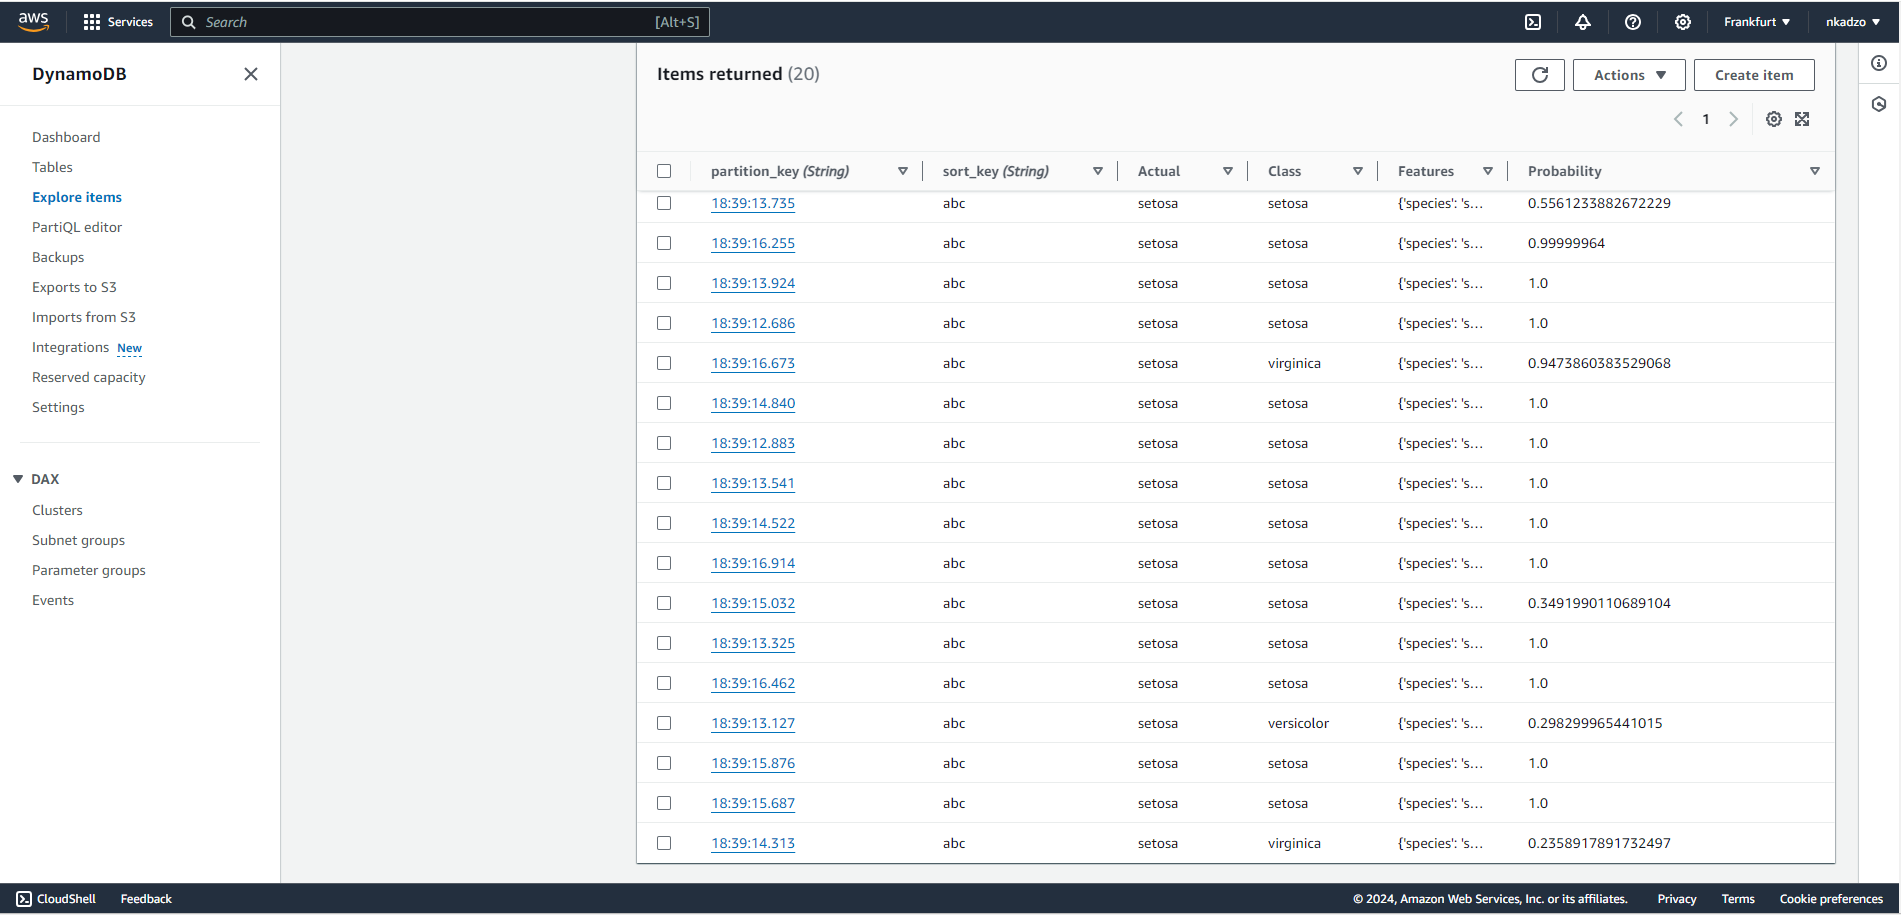 aws Services Search [Alt+S] Frankfurt nkadzo
DynamoDB
Dashboard
Tables
Explore items
PartiQL editor
Backups
Exports to S3
Imports from S3
Integrations New
Reserved capacity
Settings
DAX
Clusters
Subnet groups
Parameter groups
Events
Items returned (20) Actions Create item
1
partition_key (String) sort_key (String) Actual Class Features Probability
18:39:13.735 abc setosa setosa {'species': 's... 0.5561233882672229
18:39:16.255 abc setosa setosa {'species': 's... 0.99999964
18:39:13.924 abc setosa setosa {'species': 's... 1.0
18:39:12.686 abc setosa setosa {'species': 's... 1.0
18:39:16.673 abc setosa virginica {'species': 's... 0.9473860383529068
18:39:14.840 abc setosa setosa {'species': 's... 1.0
18:39:12.883 abc setosa setosa {'species': 's... 1.0
18:39:13.541 abc setosa setosa {'species': 's... 1.0
18:39:14.522 abc setosa setosa {'species': 's... 1.0
18:39:16.914 abc setosa setosa {'species': 's... 1.0
18:39:15.032 abc setosa setosa {'species': 's... 0.3491990110689104
18:39:13.325 abc setosa setosa {'species': 's... 1.0
18:39:16.462 abc setosa setosa {'species': 's... 1.0
18:39:13.127 abc setosa versicolor {'species': 's... 0.298299965441015
18:39:15.876 abc setosa setosa {'species': 's... 1.0
18:39:15.687 abc setosa setosa {'species': 's... 1.0
18:39:14.313 abc setosa virginica {'species': 's... 0.2358917891732497
CloudShell Feedback © 2024, Amazon Web Services, Inc. or its affiliates. Privacy Terms Cookie preferences